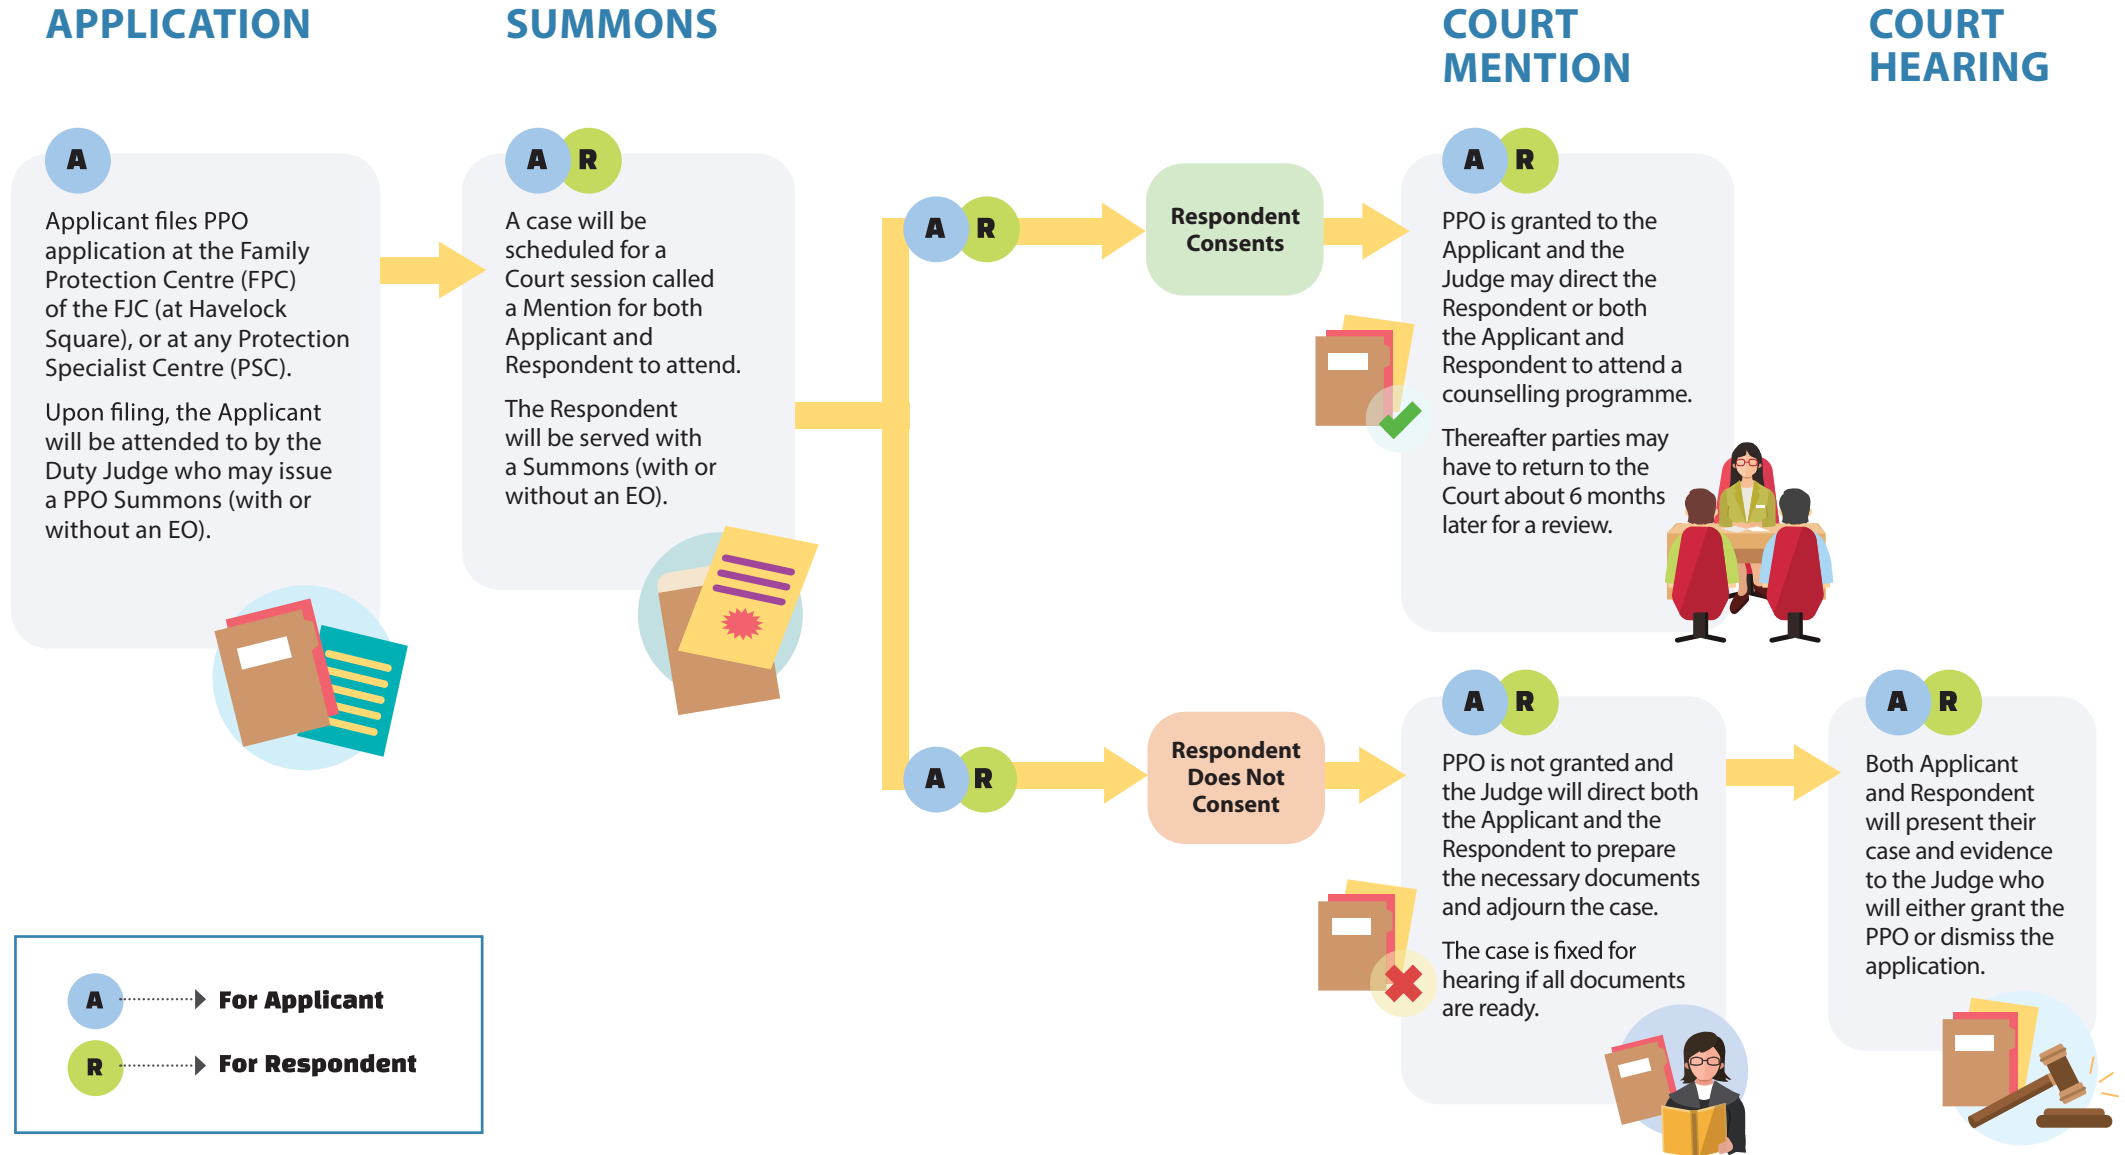 APPLICATION
A
Applicant files PPO
application at the Family
Protection Centre (FPC)
of the FJC (at Havelock
Square), or at any Protection
Specialist Centre (PSC).
Upon filing, the Applicant
will be attended to by the
Duty Judge who may issue
a PPO Summons (with or
without an EO).
SUMMONS
A R
A case will be
scheduled for a
Court session called
a Mention for both
Applicant and
Respondent to attend.
The Respondent
will be served with
a Summons (with or
without an EO).
A R
Respondent
Consents
COURT
MENTION
A R
PPO is granted to the
Applicant and the
Judge may direct the
Respondent or both
the Applicant and
Respondent to attend a
counselling programme.
Thereafter parties may
have to return to the
Court about 6 months
later for a review.
A R
Respondent
Does Not
Consent
A R
PPO is not granted and
the Judge will direct both
the Applicant and the
Respondent to prepare
the necessary documents
and adjourn the case.
The case is fixed for
hearing if all documents
are ready.
COURT
HEARING
A R
Both Applicant
and Respondent
will present their
case and evidence
to the Judge who
will either grant the
PPO or dismiss the
application.
A For Applicant
R For Respondent